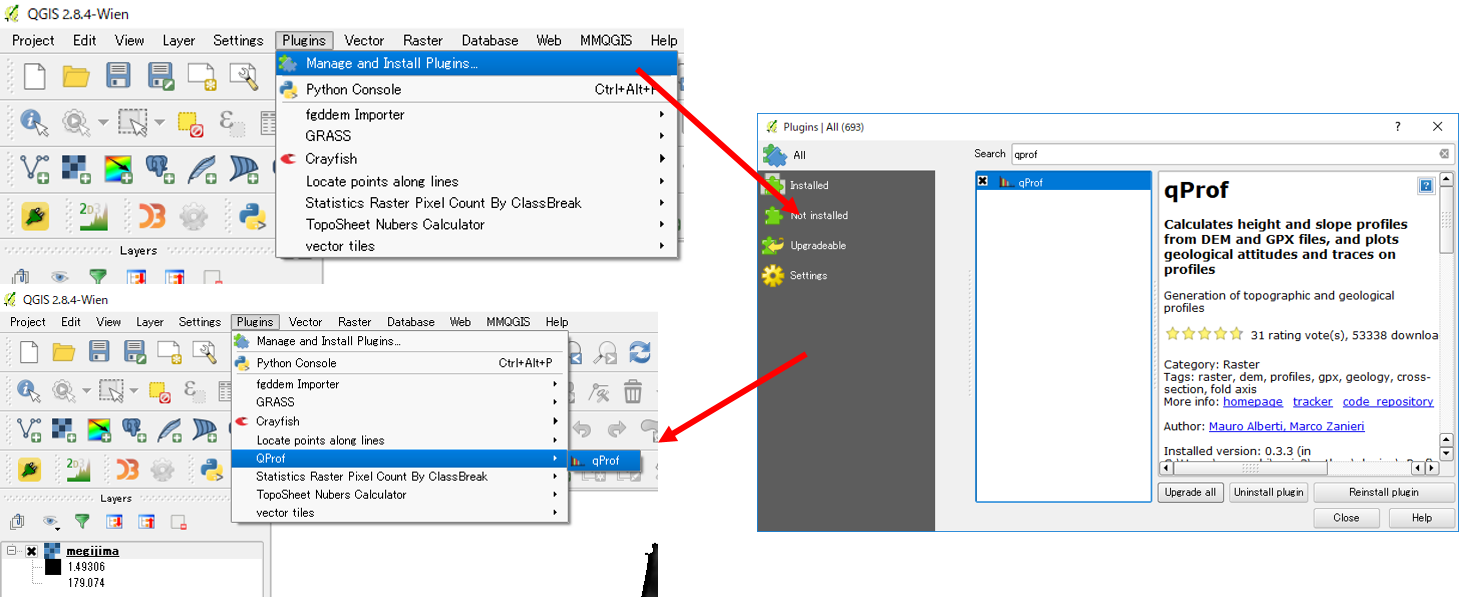 QGIS 2.8.4-Wien
Project Edit View Layer Settings Plugins Vector Raster Database Web MMQGIS Help
Manage and Install Plugins...
Python Console Ctrl+Alt+P
fgddem Importer
GRASS
Crayfish
Locate points along lines
Statistics Raster Pixel Count By ClassBreak
TopoSheet Nubers Calculator
vector tiles
Layers
Plugins | All (693)
All
Installed
Not installed
Upgradeable
Settings
Search qprof
qProf
qProf
Calculates height and slope profiles
from DEM and GPX files, and plots
geological attitudes and traces on
profiles
Generation of topographic and geological
profiles
31 rating vote(s), 53338 downloa
Category: Raster
Tags: raster, dem, profiles, gpx, geology, cross-
section, fold axis
More info: homepage tracker code repository
Author: Mauro Alberti, Marco Zanieri
Installed version: 0.3.3 (in
Upgrade all Uninstall plugin Reinstall plugin
Close Help
QGIS 2.8.4-Wien
Project Edit View Layer Settings Plugins Vector Raster Database Web MMQGIS Help
Manage and Install Plugins...
Python Console Ctrl+Alt+P
fgddem Importer
GRASS
Crayfish
Locate points along lines
QProf qProf
Statistics Raster Pixel Count By ClassBreak
TopoSheet Nubers Calculator
vector tiles
Layers
megijima
1.49306
179.074